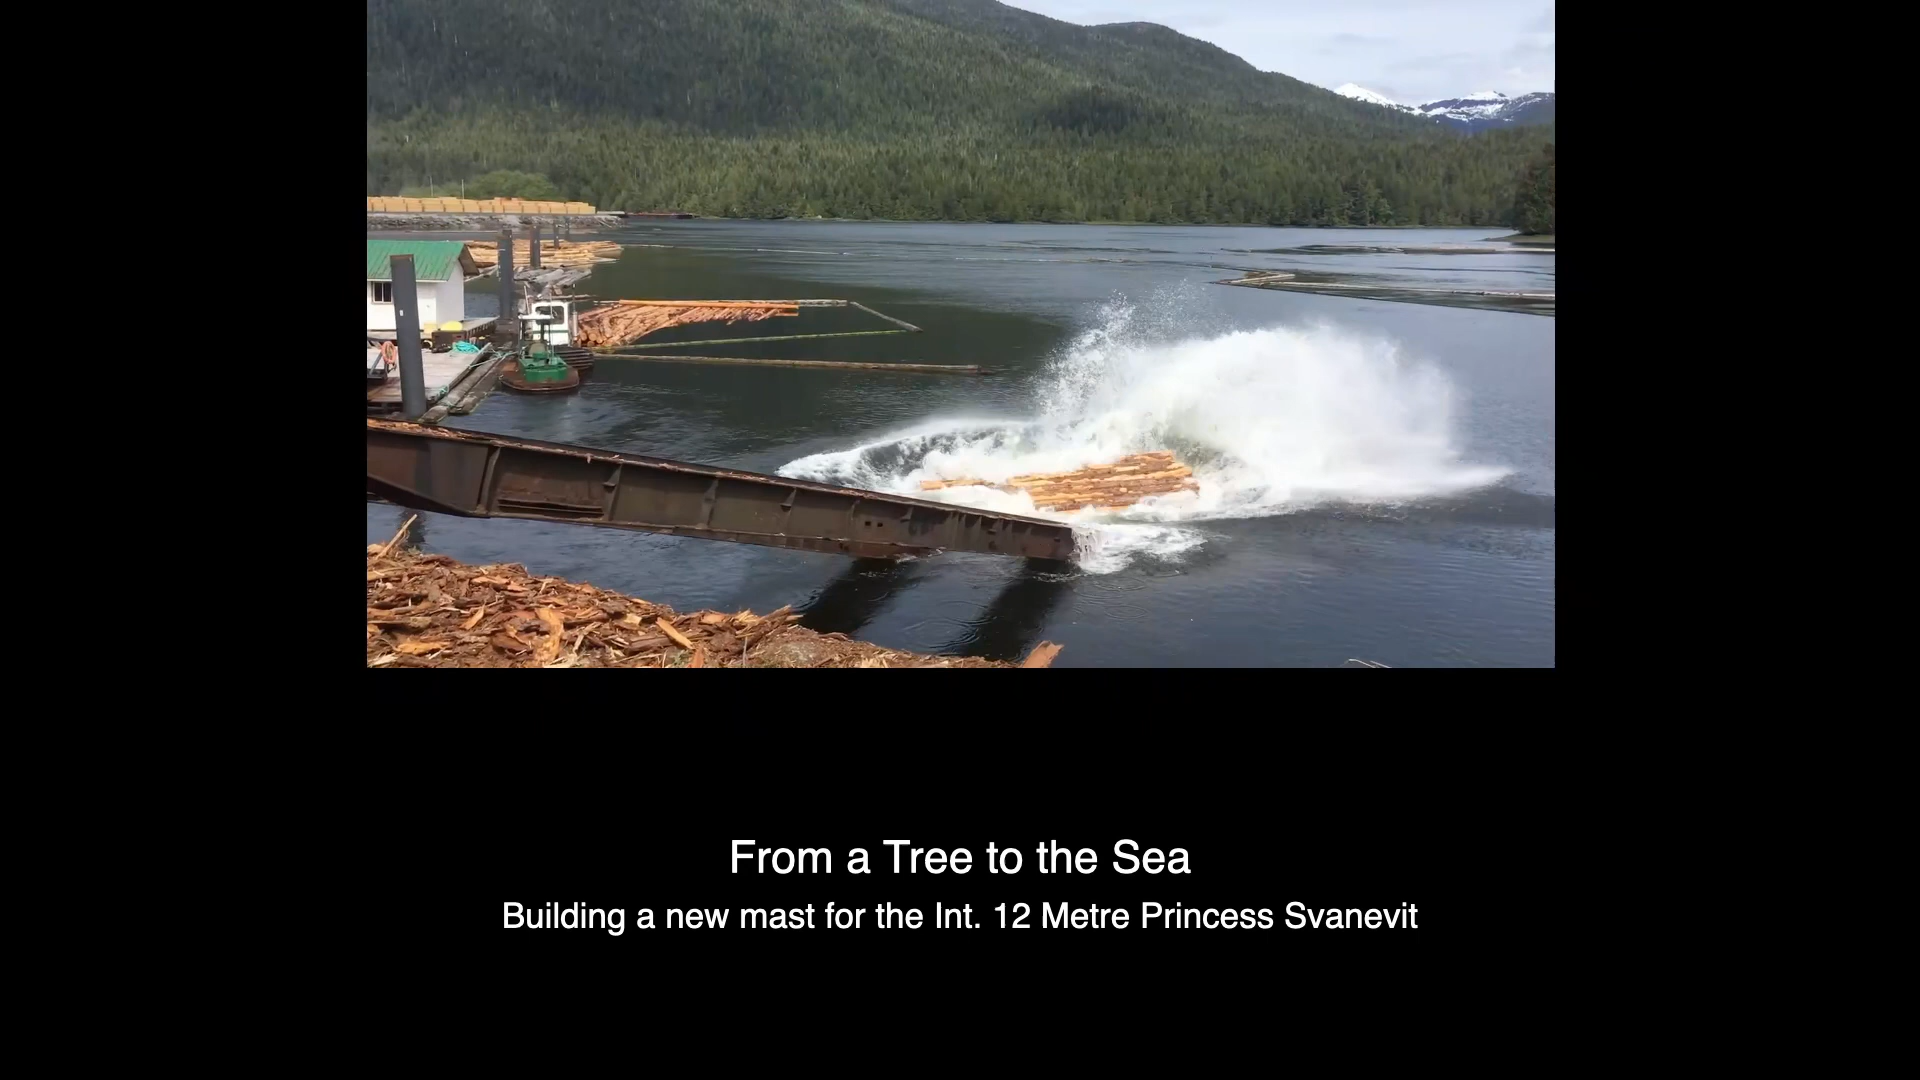 From a Tree to the Sea
Building a new mast for the Int. 12 Metre Princess Svanevit